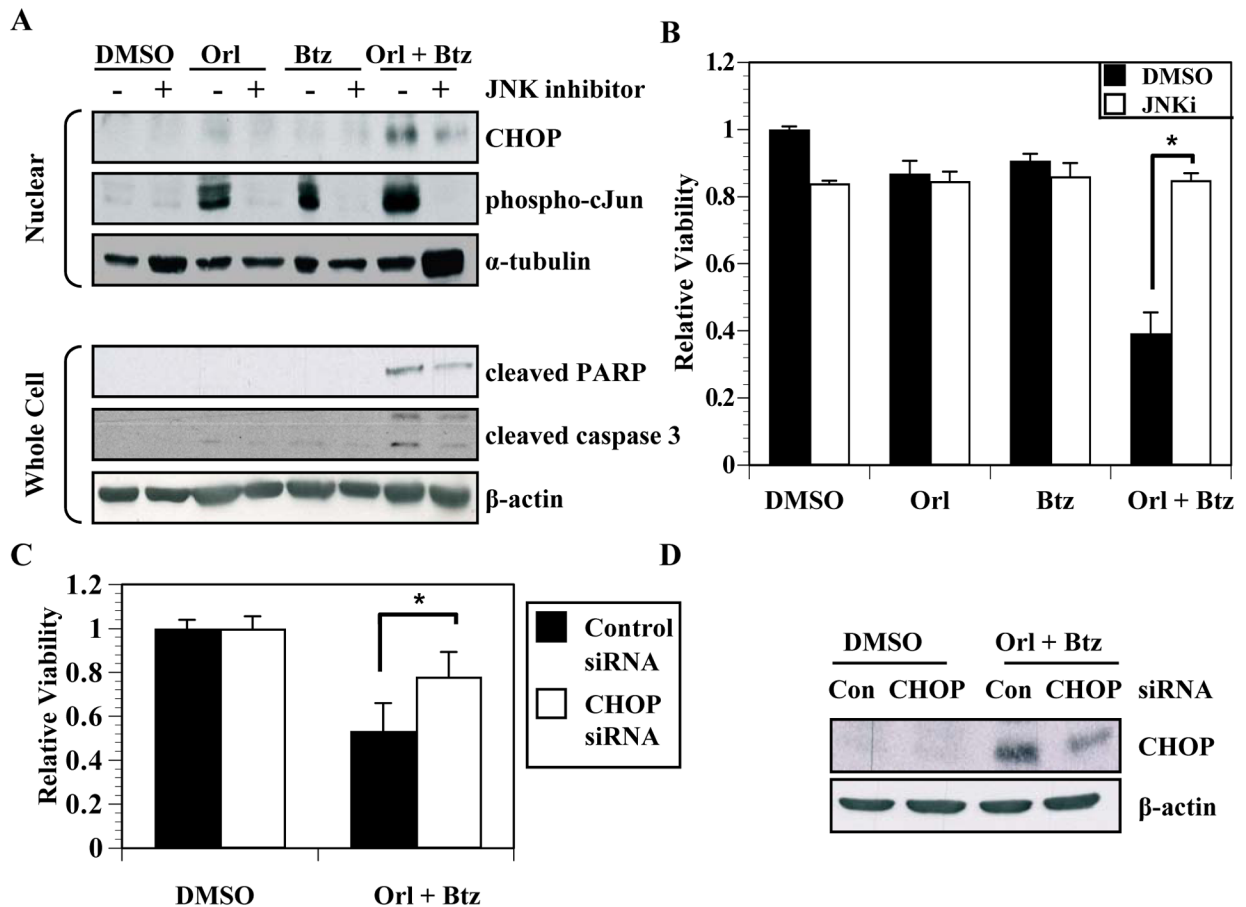 A
DMSO Orl Btz Orl + Btz
- + - + - + - + JNK inhibitor
Nuclear
CHOP
phospho-cJun
α-tubulin
Whole Cell
cleaved PARP
cleaved caspase 3
β-actin
B
Relative Viability
1.2
1
0.8
0.6
0.4
0.2
0
DMSO
JNKi
*
DMSO Orl Btz Orl + Btz
C
Relative Viability
1.2
1
0.8
0.6
0.4
0.2
0
*
Control
siRNA
CHOP
siRNA
DMSO Orl + Btz
D
DMSO Orl + Btz
Con CHOP Con CHOP siRNA
CHOP
β-actin